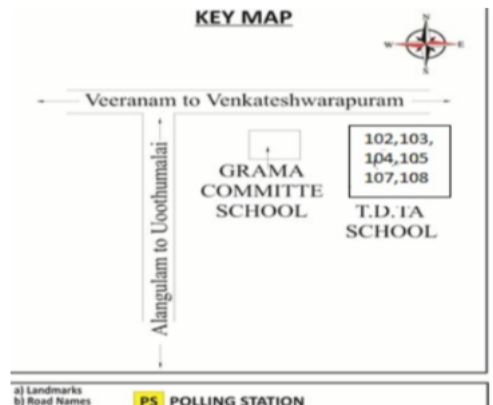 KEY MAP
N
W
E
S
Veeranam to Venkateshwarapuram
Alangulam to Uoothumalai
GRAMA
COMMITTE
SCHOOL
102,103,
104,105
107,108
T.D.TA
SCHOOL
a) Landmarks
b) Road Names
PS POLLING STATION